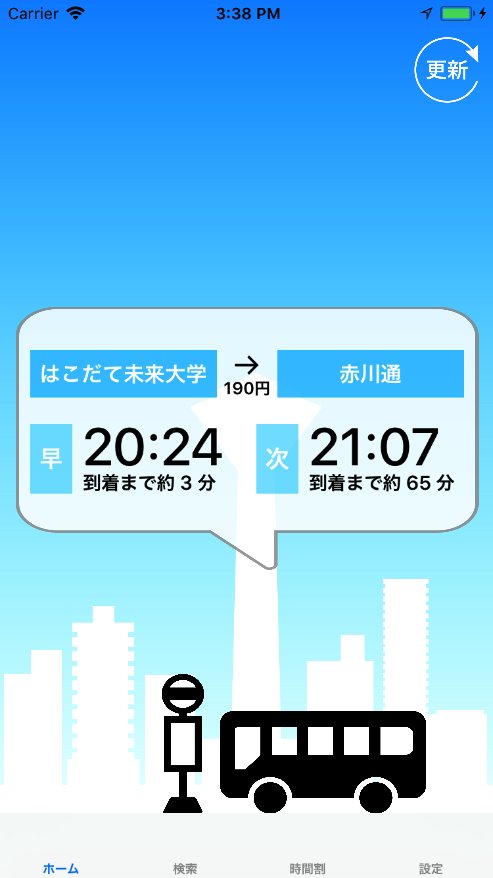 Carrier 3:38 PM
更新
はこだて未来大学 → 赤川通
190円
早 20:24 次 21:07
到着まで約 3 分 到着まで約 65 分
ホーム 検索 時間割 設定